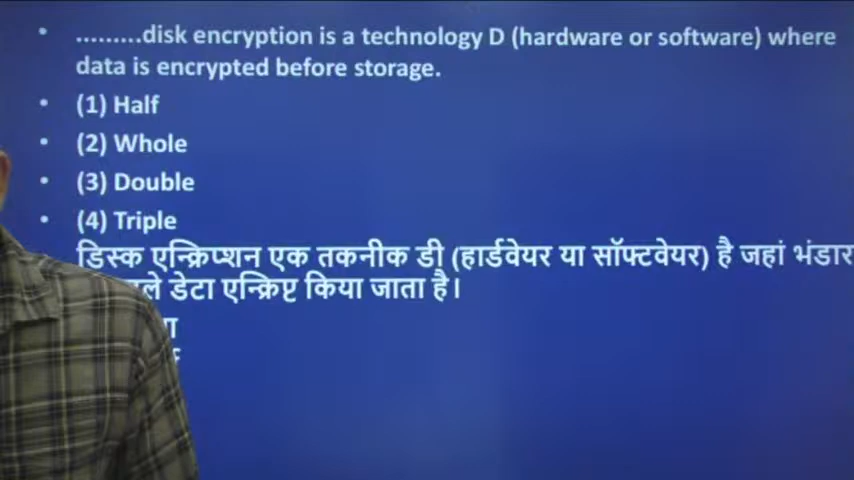 .........disk encryption is a technology D (hardware or software) where
data is encrypted before storage.
(1) Half
(2) Whole
(3) Double
(4) Triple
डिस्क एन्क्रिप्शन एक तकनीक डी (हार्डवेयर या सॉफ्टवेयर) है जहां भंडार
डेटा एन्क्रिप्ट किया जाता है।